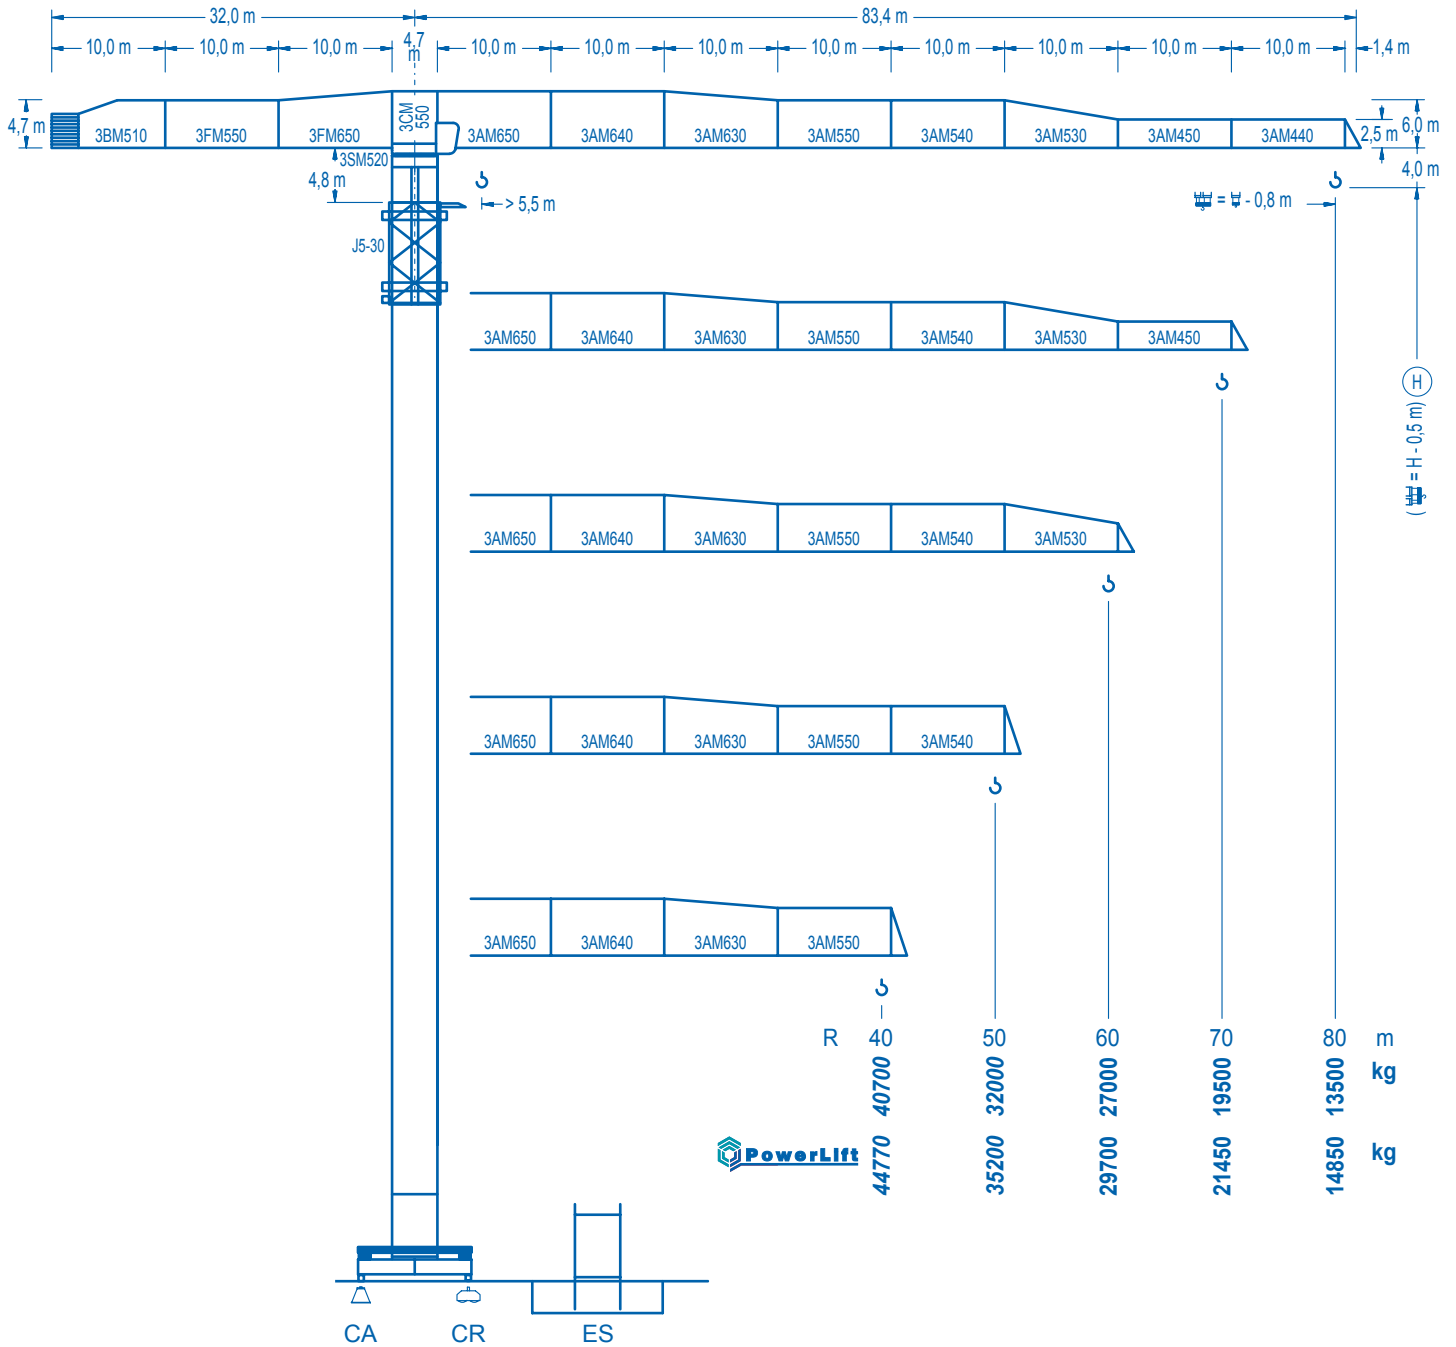 32,0 m 83,4 m
10,0 m 10,0 m 10,0 m 4,7 m 10,0 m 10,0 m 10,0 m 10,0 m 10,0 m 10,0 m 10,0 m 10,0 m 1,4 m
4,7 m 3BM510 3FM550 3FM650 3CM 550 3AM650 3AM640 3AM630 3AM550 3AM540 3AM530 3AM450 3AM440 2,5 m 6,0 m
3SM520
4,8 m
4,0 m
> 5,5 m
= - 0,8 m
J5-30
3AM650 3AM640 3AM630 3AM550 3AM540 3AM530 3AM450
H
( = H - 0,5 m)
3AM650 3AM640 3AM630 3AM550 3AM540 3AM530
3AM650 3AM640 3AM630 3AM550 3AM540
3AM650 3AM640 3AM630 3AM550
R 40 50 60 70 80 m
40700 32000 27000 19500 13500 kg
PowerLift 44770 35200 29700 21450 14850 kg
CA CR ES